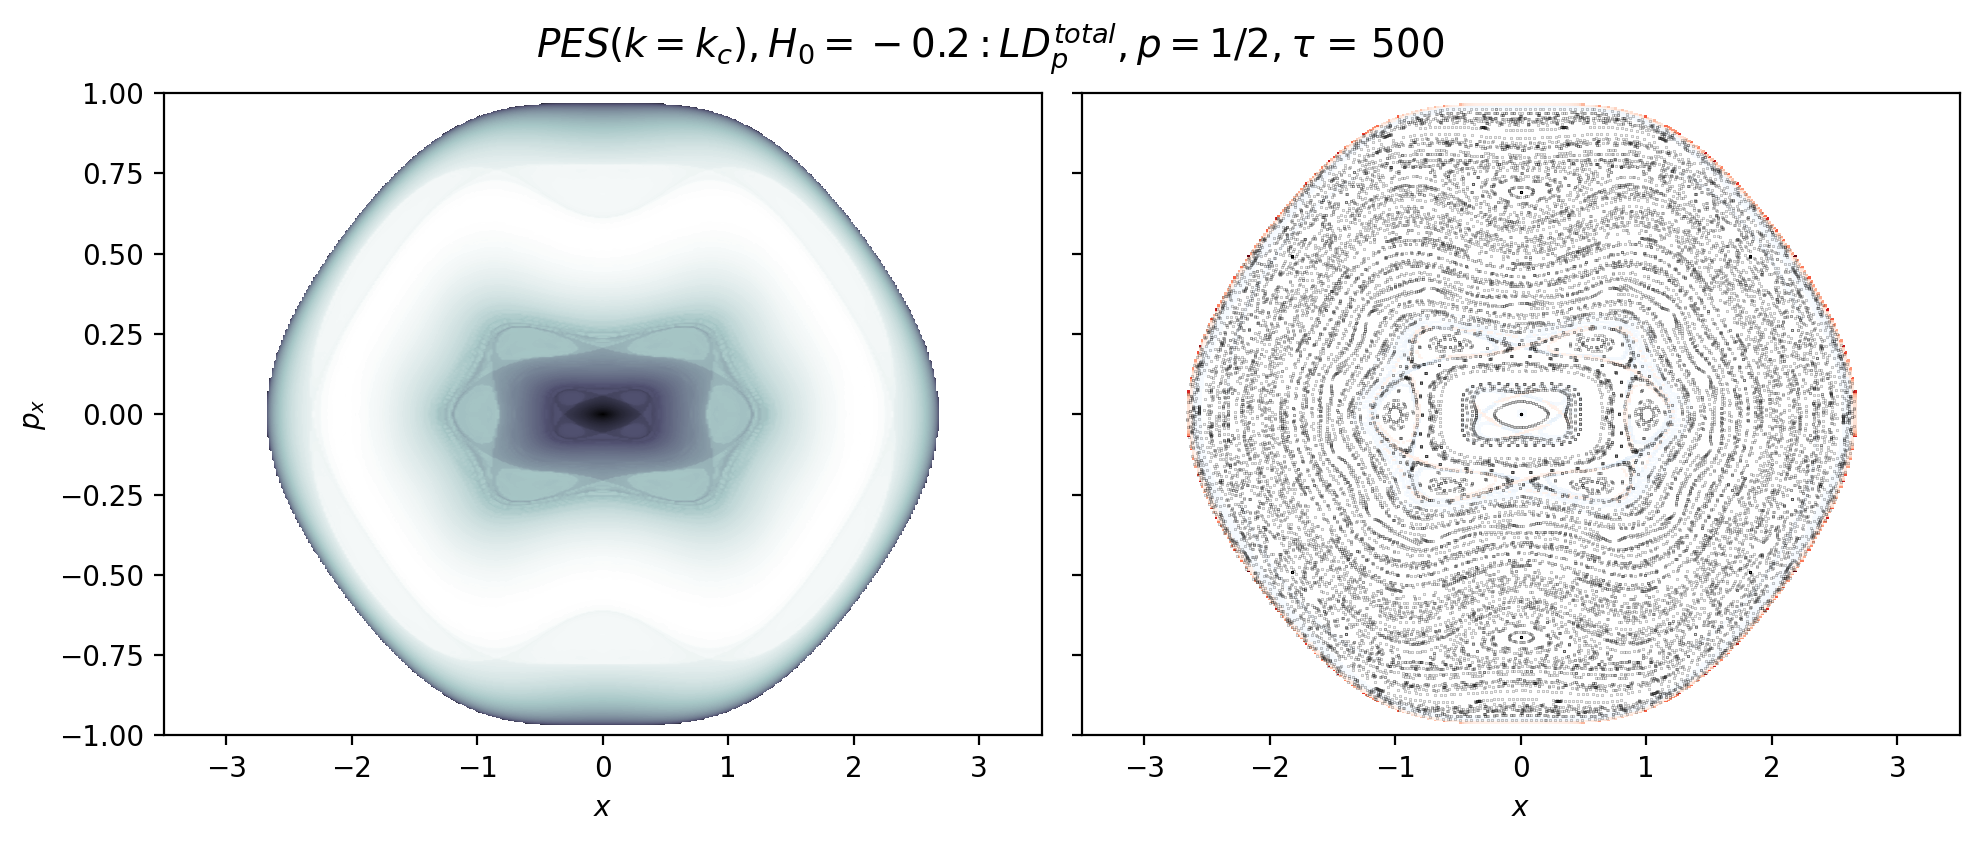 PES(k = k_c), H_0 = −0.2 : LD_p^{total}, p = 1/2, τ = 500
1.00
0.75
0.50
0.25
0.00
−0.25
−0.50
−0.75
−1.00
p_x
−3 −2 −1 0 1 2 3
−3 −2 −1 0 1 2 3
x
x